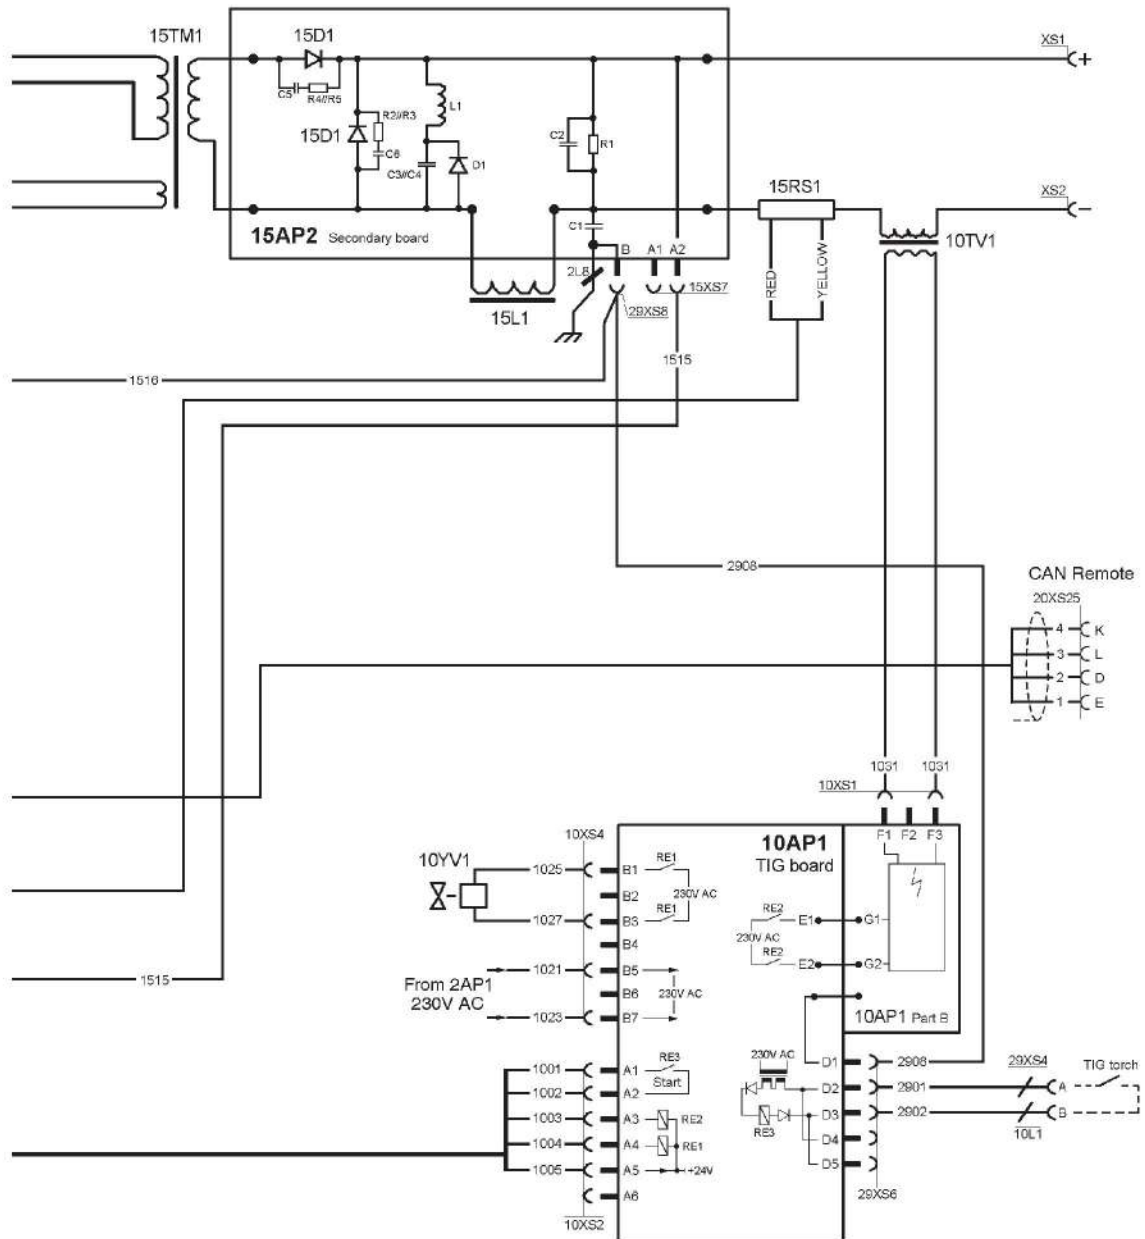 15TM1
15D1
XS1
+
C5
R4//R5
L1
R2//R3
15D1
C6
C2
R1
D1
C3//C4
15RS1
XS2
−
C1
15AP2 Secondary board
10TV1
B A1 A2
2L8
RED
YELLOW
15XS7
15L1
29XS8
1516
1515
2908
CAN Remote
20XS25
4 K
3 L
2 D
1 E
1031 1031
10XS1
10XS4
10AP1
TIG board
F1 F2 F3
10YV1
1025 B1 RE1
B2
230V AC
1027 B3 RE1
B4
RE2
E1 G1
230V AC
RE2
E2 G2
From 2AP1
230V AC
1021 B5
B6
230V AC
1023 B7
1515
10AP1 Part B
1001 A1 RE3
Start
1002 A2
1003 A3 RE2
1004 A4 RE1
1005 A5 +24V
A6
10XS2
230V AC
RE3
D1 2908
D2 2901
D3 2902
D4
D5
29XS6
29XS4
TIG torch
A
B
10L1